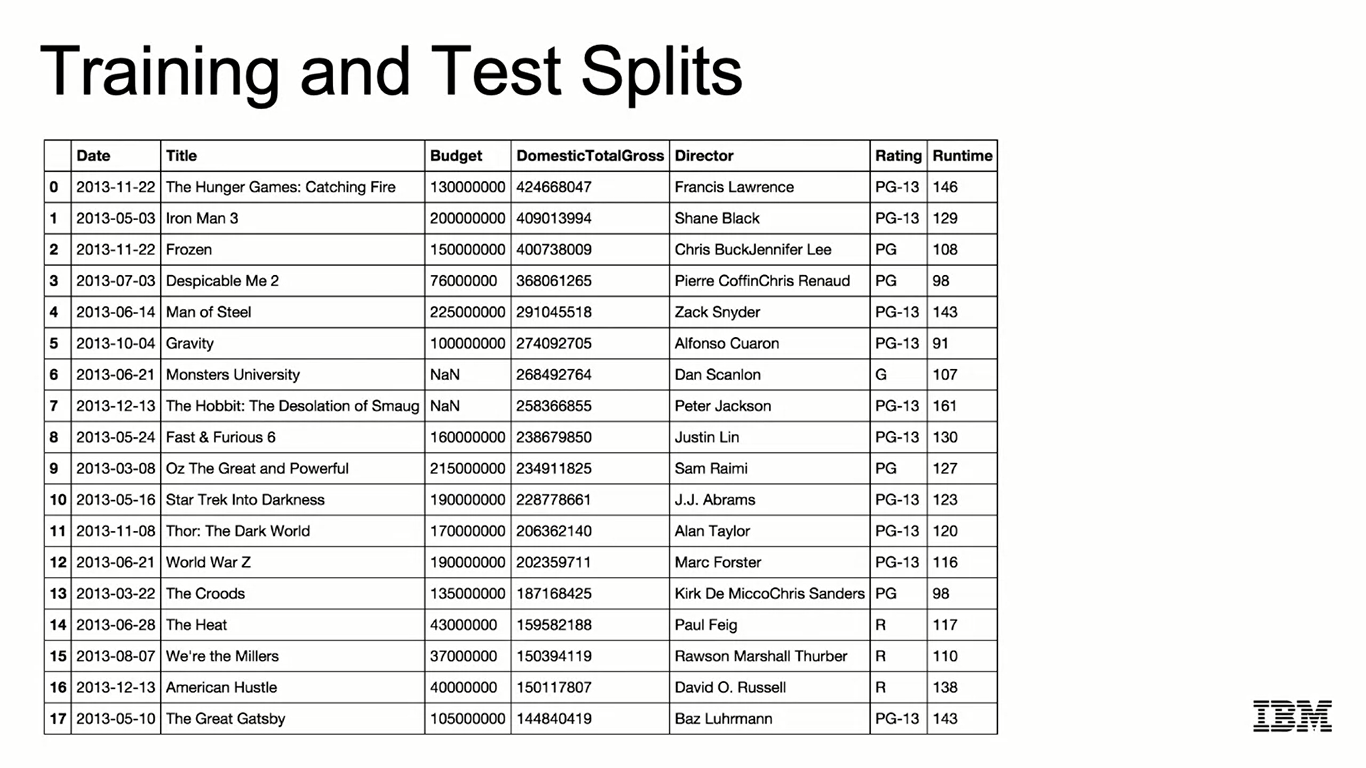 Training and Test Splits
Date Title Budget DomesticTotalGross Director Rating Runtime
0 2013-11-22 The Hunger Games: Catching Fire 130000000 424668047 Francis Lawrence PG-13 146
1 2013-05-03 Iron Man 3 200000000 409013994 Shane Black PG-13 129
2 2013-11-22 Frozen 150000000 400738009 Chris BuckJennifer Lee PG 108
3 2013-07-03 Despicable Me 2 76000000 368061265 Pierre CoffinChris Renaud PG 98
4 2013-06-14 Man of Steel 225000000 291045518 Zack Snyder PG-13 143
5 2013-10-04 Gravity 100000000 274092705 Alfonso Cuaron PG-13 91
6 2013-06-21 Monsters University NaN 268492764 Dan Scanlon G 107
7 2013-12-13 The Hobbit: The Desolation of Smaug NaN 258366855 Peter Jackson PG-13 161
8 2013-05-24 Fast & Furious 6 160000000 238679850 Justin Lin PG-13 130
9 2013-03-08 Oz The Great and Powerful 215000000 234911825 Sam Raimi PG 127
10 2013-05-16 Star Trek Into Darkness 190000000 228778661 J.J. Abrams PG-13 123
11 2013-11-08 Thor: The Dark World 170000000 206362140 Alan Taylor PG-13 120
12 2013-06-21 World War Z 190000000 202359711 Marc Forster PG-13 116
13 2013-03-22 The Croods 135000000 187168425 Kirk De MiccoChris Sanders PG 98
14 2013-06-28 The Heat 43000000 159582188 Paul Feig R 117
15 2013-08-07 We're the Millers 37000000 150394119 Rawson Marshall Thurber R 110
16 2013-12-13 American Hustle 40000000 150117807 David O. Russell R 138
17 2013-05-10 The Great Gatsby 105000000 144840419 Baz Luhrmann PG-13 143
IBM